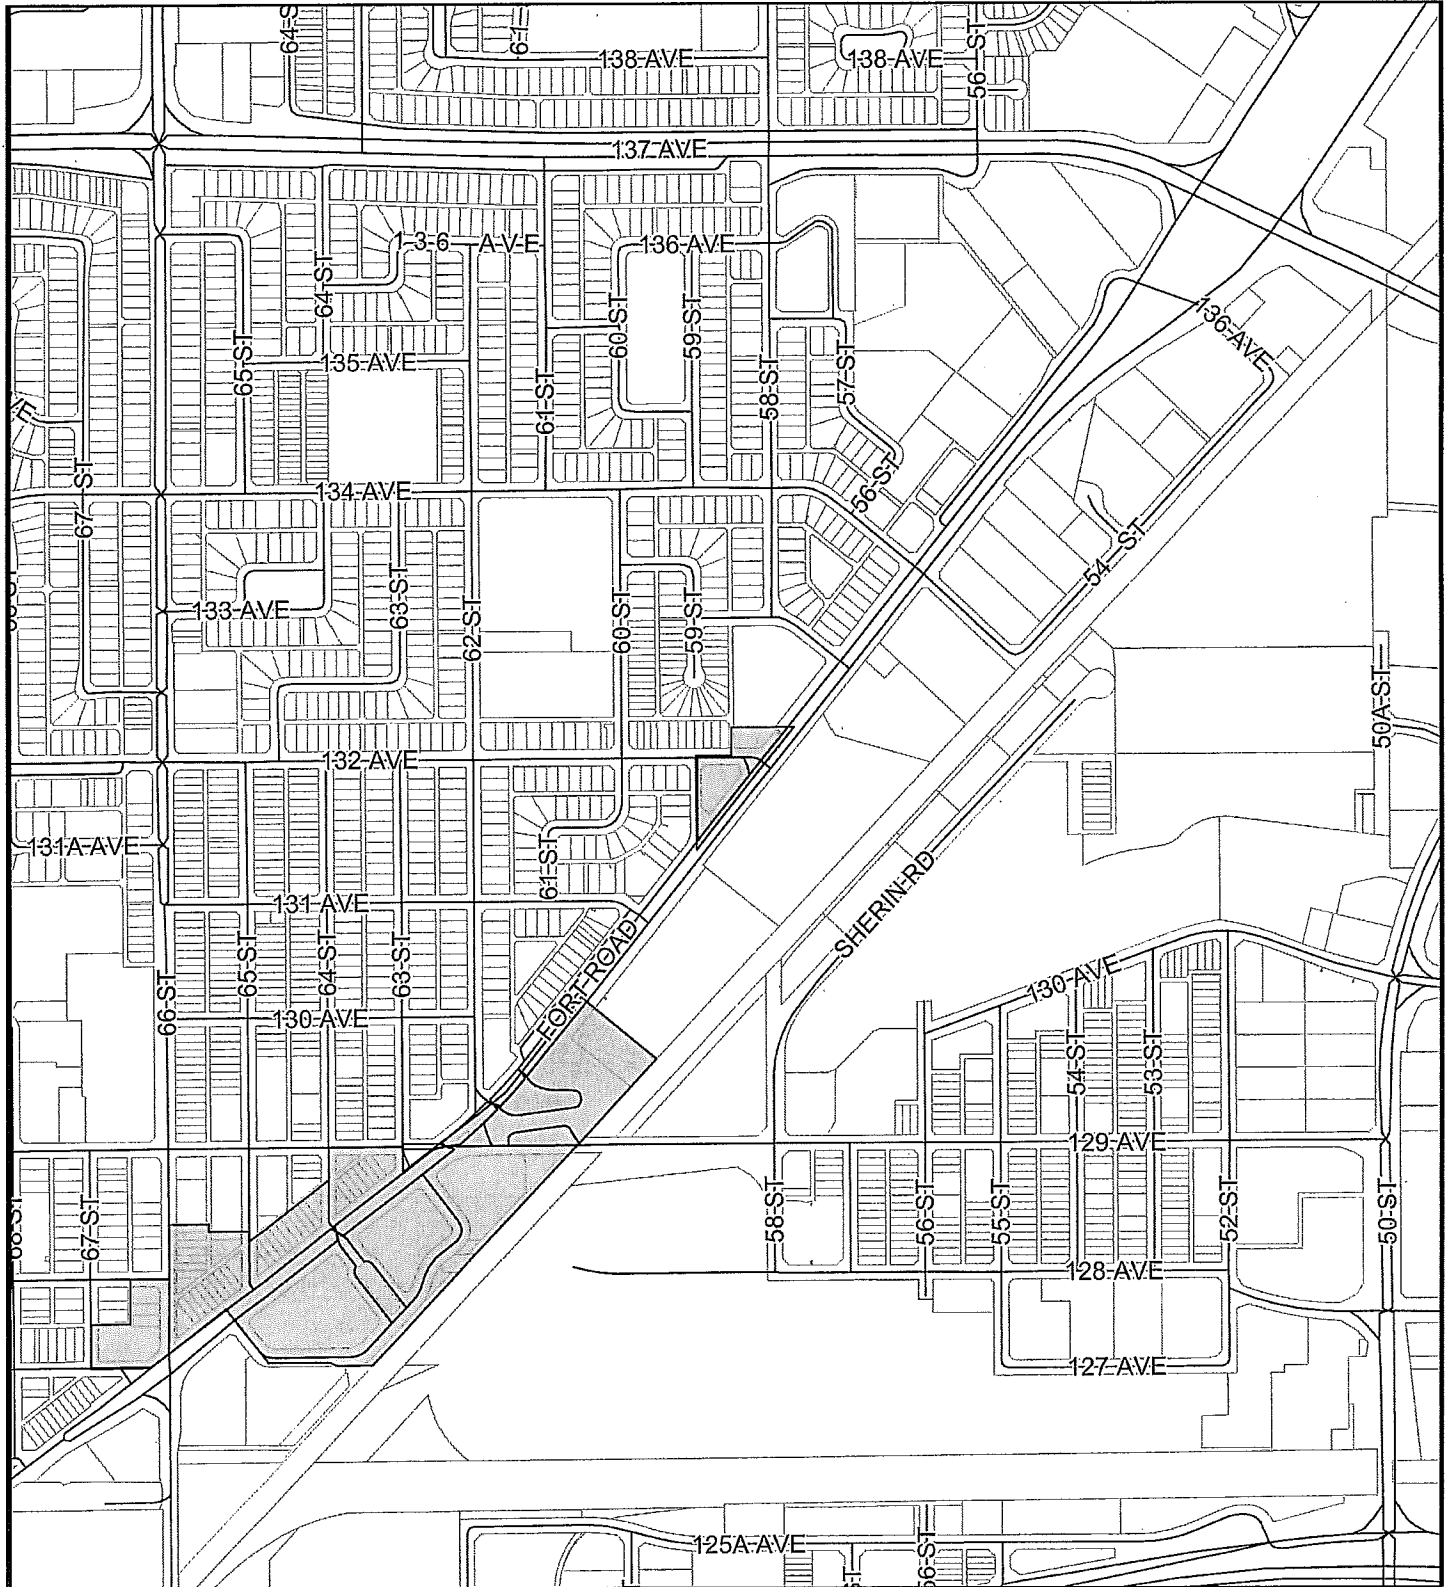 64-S
61
56-ST
138 AVE
138 AVE
137 AVE
1 3 6 AVE
136 AVE
64-ST
60-ST
59-ST
136 AVE
65-ST
135 AVE
61-ST
58-ST
57-ST
VE
67-ST
134 AVE
56-ST
54 ST
133 AVE
63-ST
62-ST
60-ST
59-ST
50A-ST
132 AVE
131A AVE
61-ST
SHERIN RD
131 AVE
65-ST
64-ST
63-ST
FORT ROAD
130 AVE
66-ST
130 AVE
54-ST
53-ST
129 AVE
68-ST
67-ST
58-ST
56-ST
55-ST
52-ST
50-ST
128 AVE
127 AVE
125A AVE
56-ST